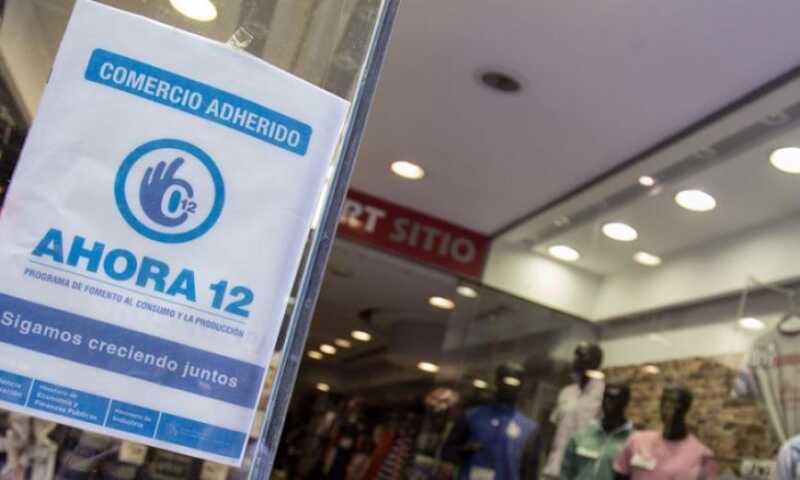 COMERCIO ADHERIDO
12
AHORA 12
PROGRAMA DE FOMENTO AL CONSUMO Y LA PRODUCCIÓN
Sigamos creciendo juntos
Ministerio de
Economía y
Finanzas Públicas
Ministerio de
Industria
RT SITIO